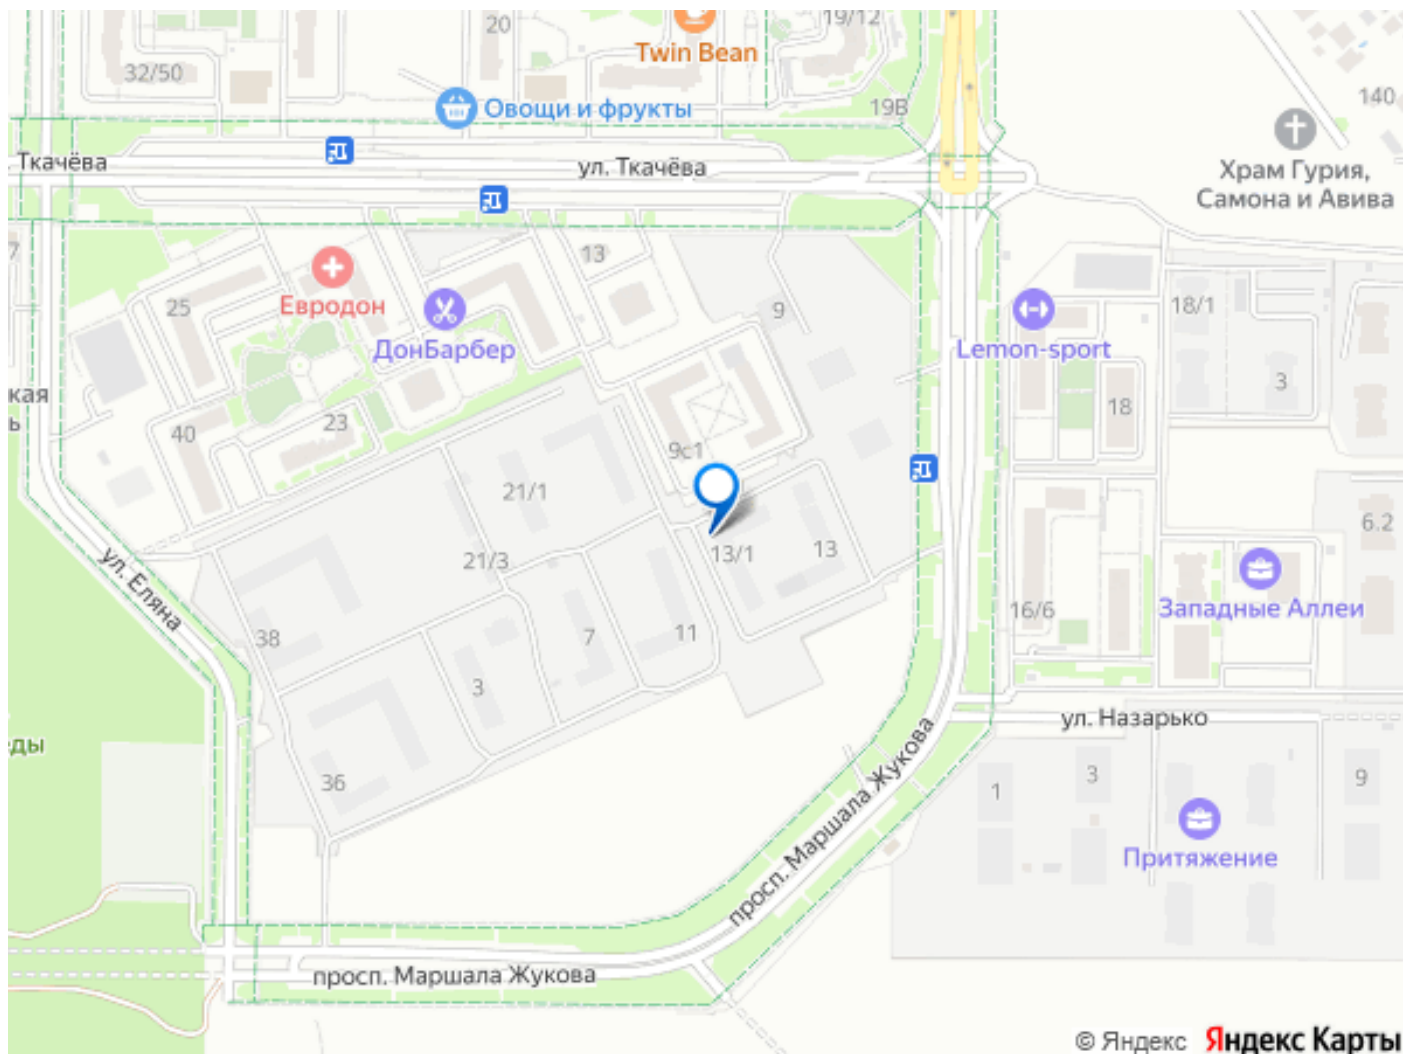 20
19/12
Twin Bean
32/50
Овощи и фрукты
19В
140
Ткачёва
ул. Ткачёва
Храм Гурия,
Самона и Авива
7
13
25
Евродон
ДонБарбер
9
18/1
Lemon-sport
3
кая
ь
40
23
18
9с1
21/1
6.2
13/1
13
21/3
ул. Еляна
Западные Аллеи
16/6
38
7
11
3
ул. Назарько
еды
36
1
3
9
просп. Маршала Жукова
Притяжение
просп. Маршала Жукова
© Яндекс Яндекс Карты